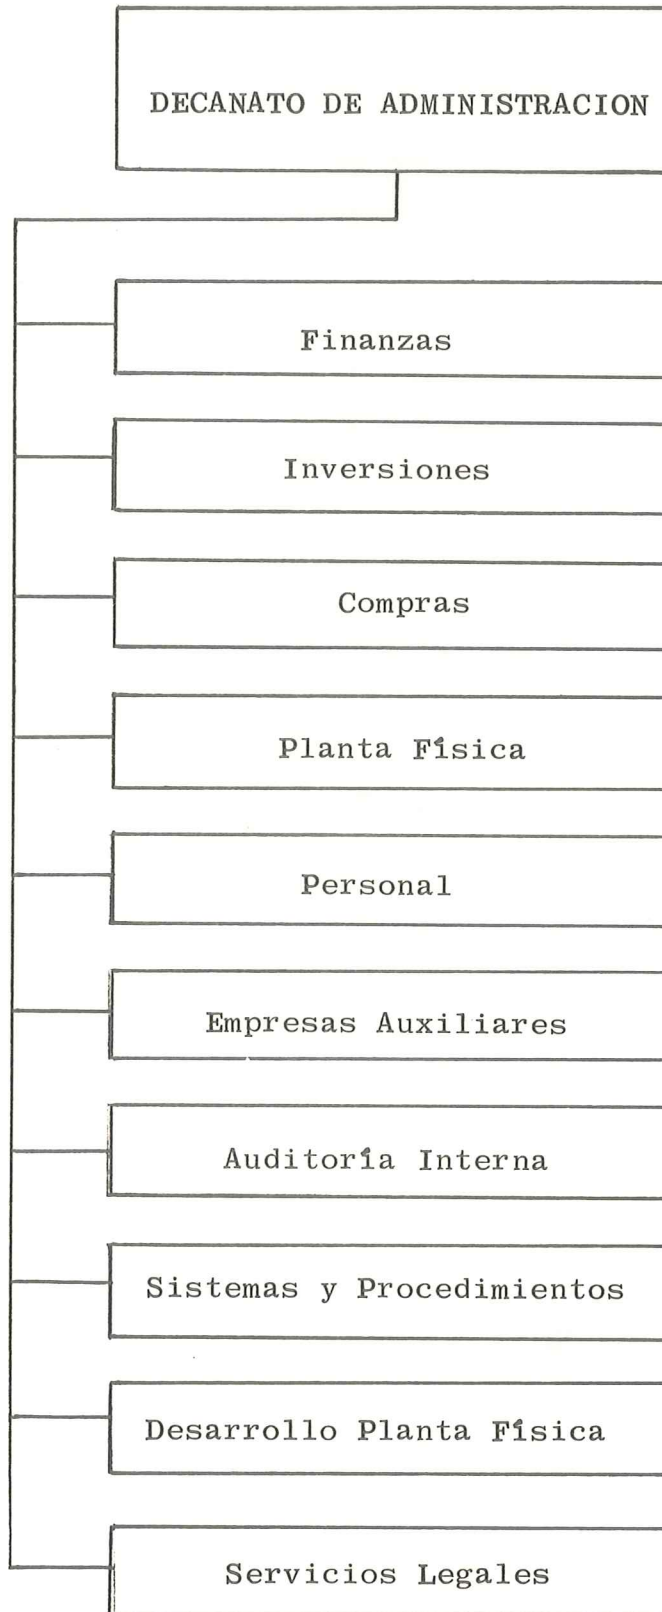 DECANATO DE ADMINISTRACION
Finanzas
Inversiones
Compras
Planta Física
Personal
Empresas Auxiliares
Auditoría Interna
Sistemas y Procedimientos
Desarrollo Planta Física
Servicios Legales